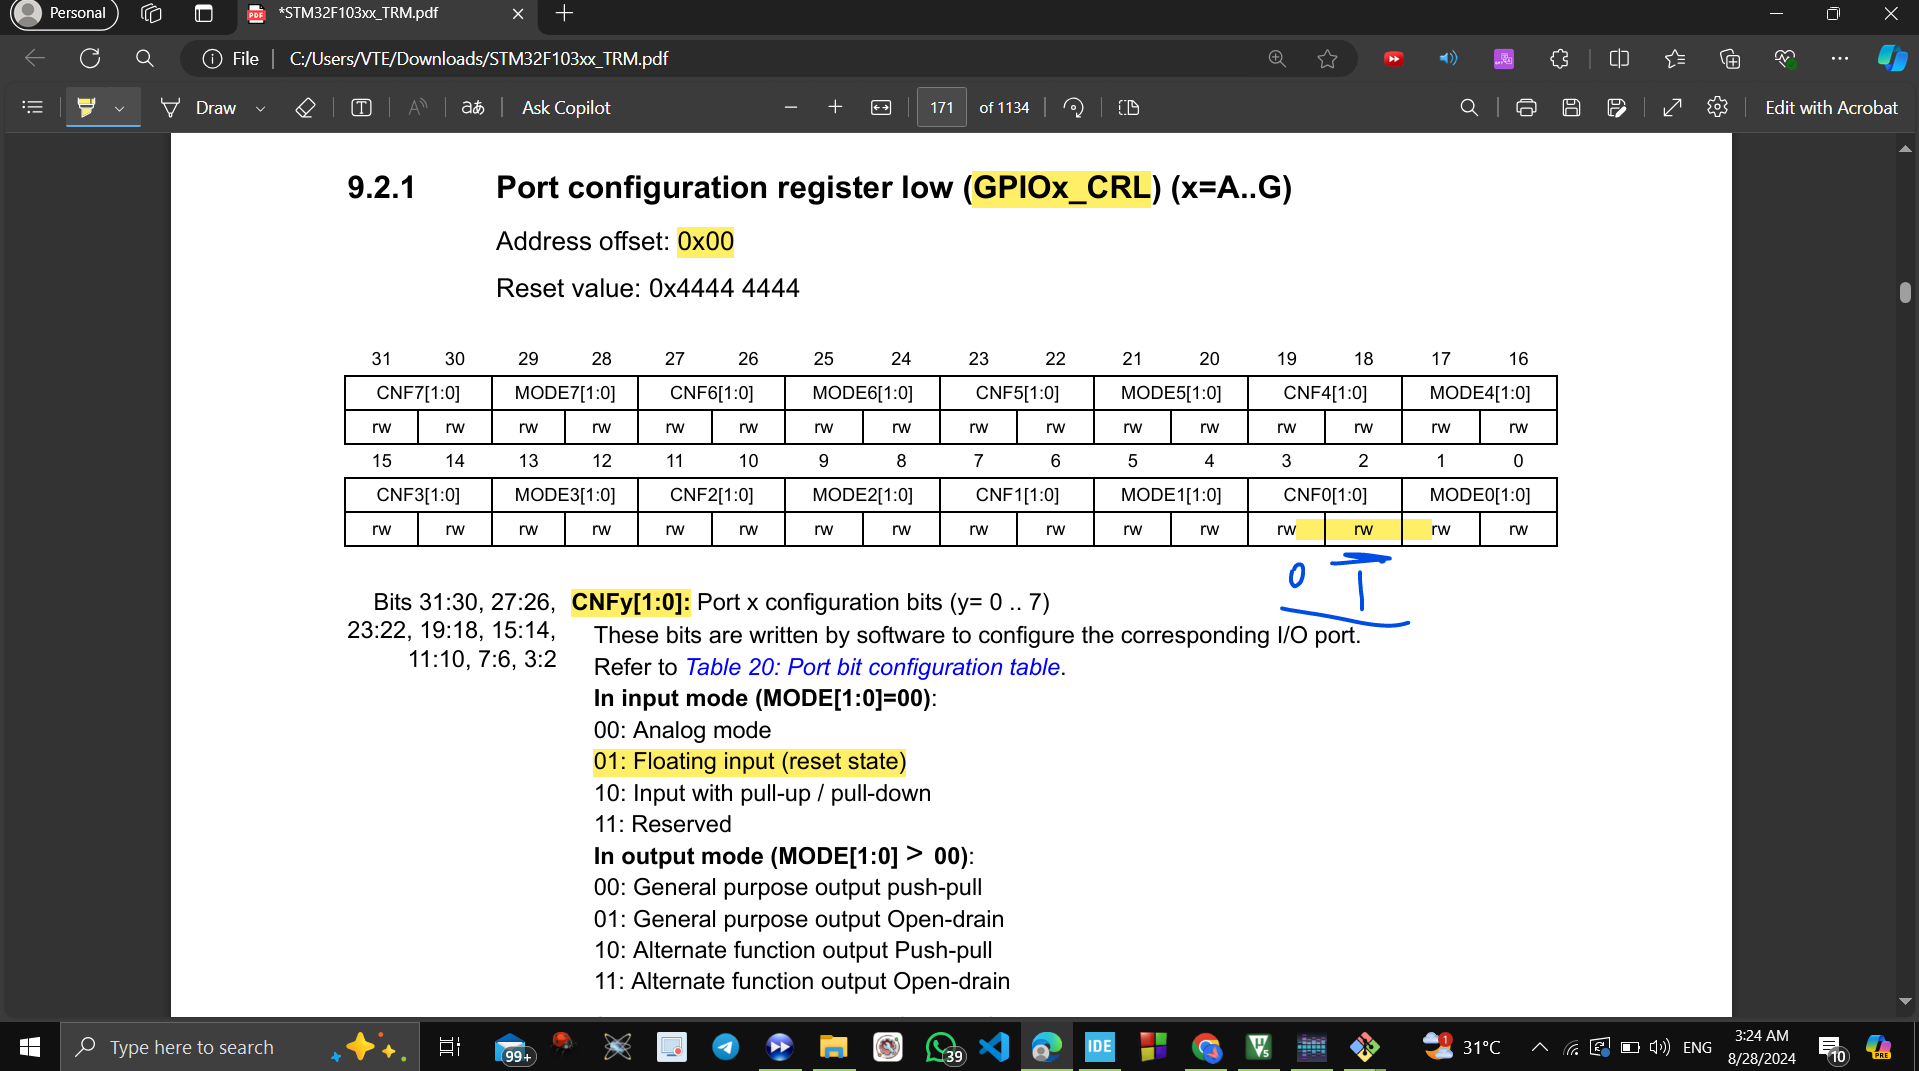 Personal
*STM32F103xx_TRM.pdf
File
C:/Users/VTE/Downloads/STM32F103xx_TRM.pdf
Draw
aあ
Ask Copilot
171 of 1134
Edit with Acrobat
9.2.1 Port configuration register low (GPIOx_CRL) (x=A..G)
Address offset: 0x00
Reset value: 0x4444 4444
31 30 29 28 27 26 25 24 23 22 21 20 19 18 17 16
CNF7[1:0] MODE7[1:0] CNF6[1:0] MODE6[1:0] CNF5[1:0] MODE5[1:0] CNF4[1:0] MODE4[1:0]
rw rw rw rw rw rw rw rw rw rw rw rw rw rw rw rw
15 14 13 12 11 10 9 8 7 6 5 4 3 2 1 0
CNF3[1:0] MODE3[1:0] CNF2[1:0] MODE2[1:0] CNF1[1:0] MODE1[1:0] CNF0[1:0] MODE0[1:0]
rw rw rw rw rw rw rw rw rw rw rw rw rw rw rw rw
0 1
Bits 31:30, 27:26,
23:22, 19:18, 15:14,
11:10, 7:6, 3:2
CNFy[1:0]: Port x configuration bits (y= 0 .. 7)
These bits are written by software to configure the corresponding I/O port.
Refer to Table 20: Port bit configuration table.
In input mode (MODE[1:0]=00):
00: Analog mode
01: Floating input (reset state)
10: Input with pull-up / pull-down
11: Reserved
In output mode (MODE[1:0] > 00):
00: General purpose output push-pull
01: General purpose output Open-drain
10: Alternate function output Push-pull
11: Alternate function output Open-drain
Type here to search
99+
39
IDE
1
31°C
ENG
3:24 AM
8/28/2024
10
PRE